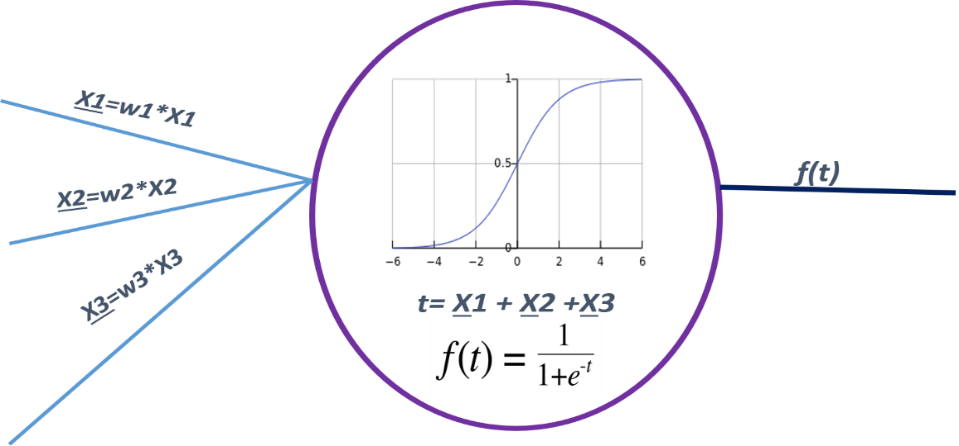 X1=w1*X1
X2=w2*X2
X3=w3*X3
1
0.5
0
−6 −4 −2 0 2 4 6
t= X1 + X2 +X3
f(t) = 1/1+e^-t
f(t)